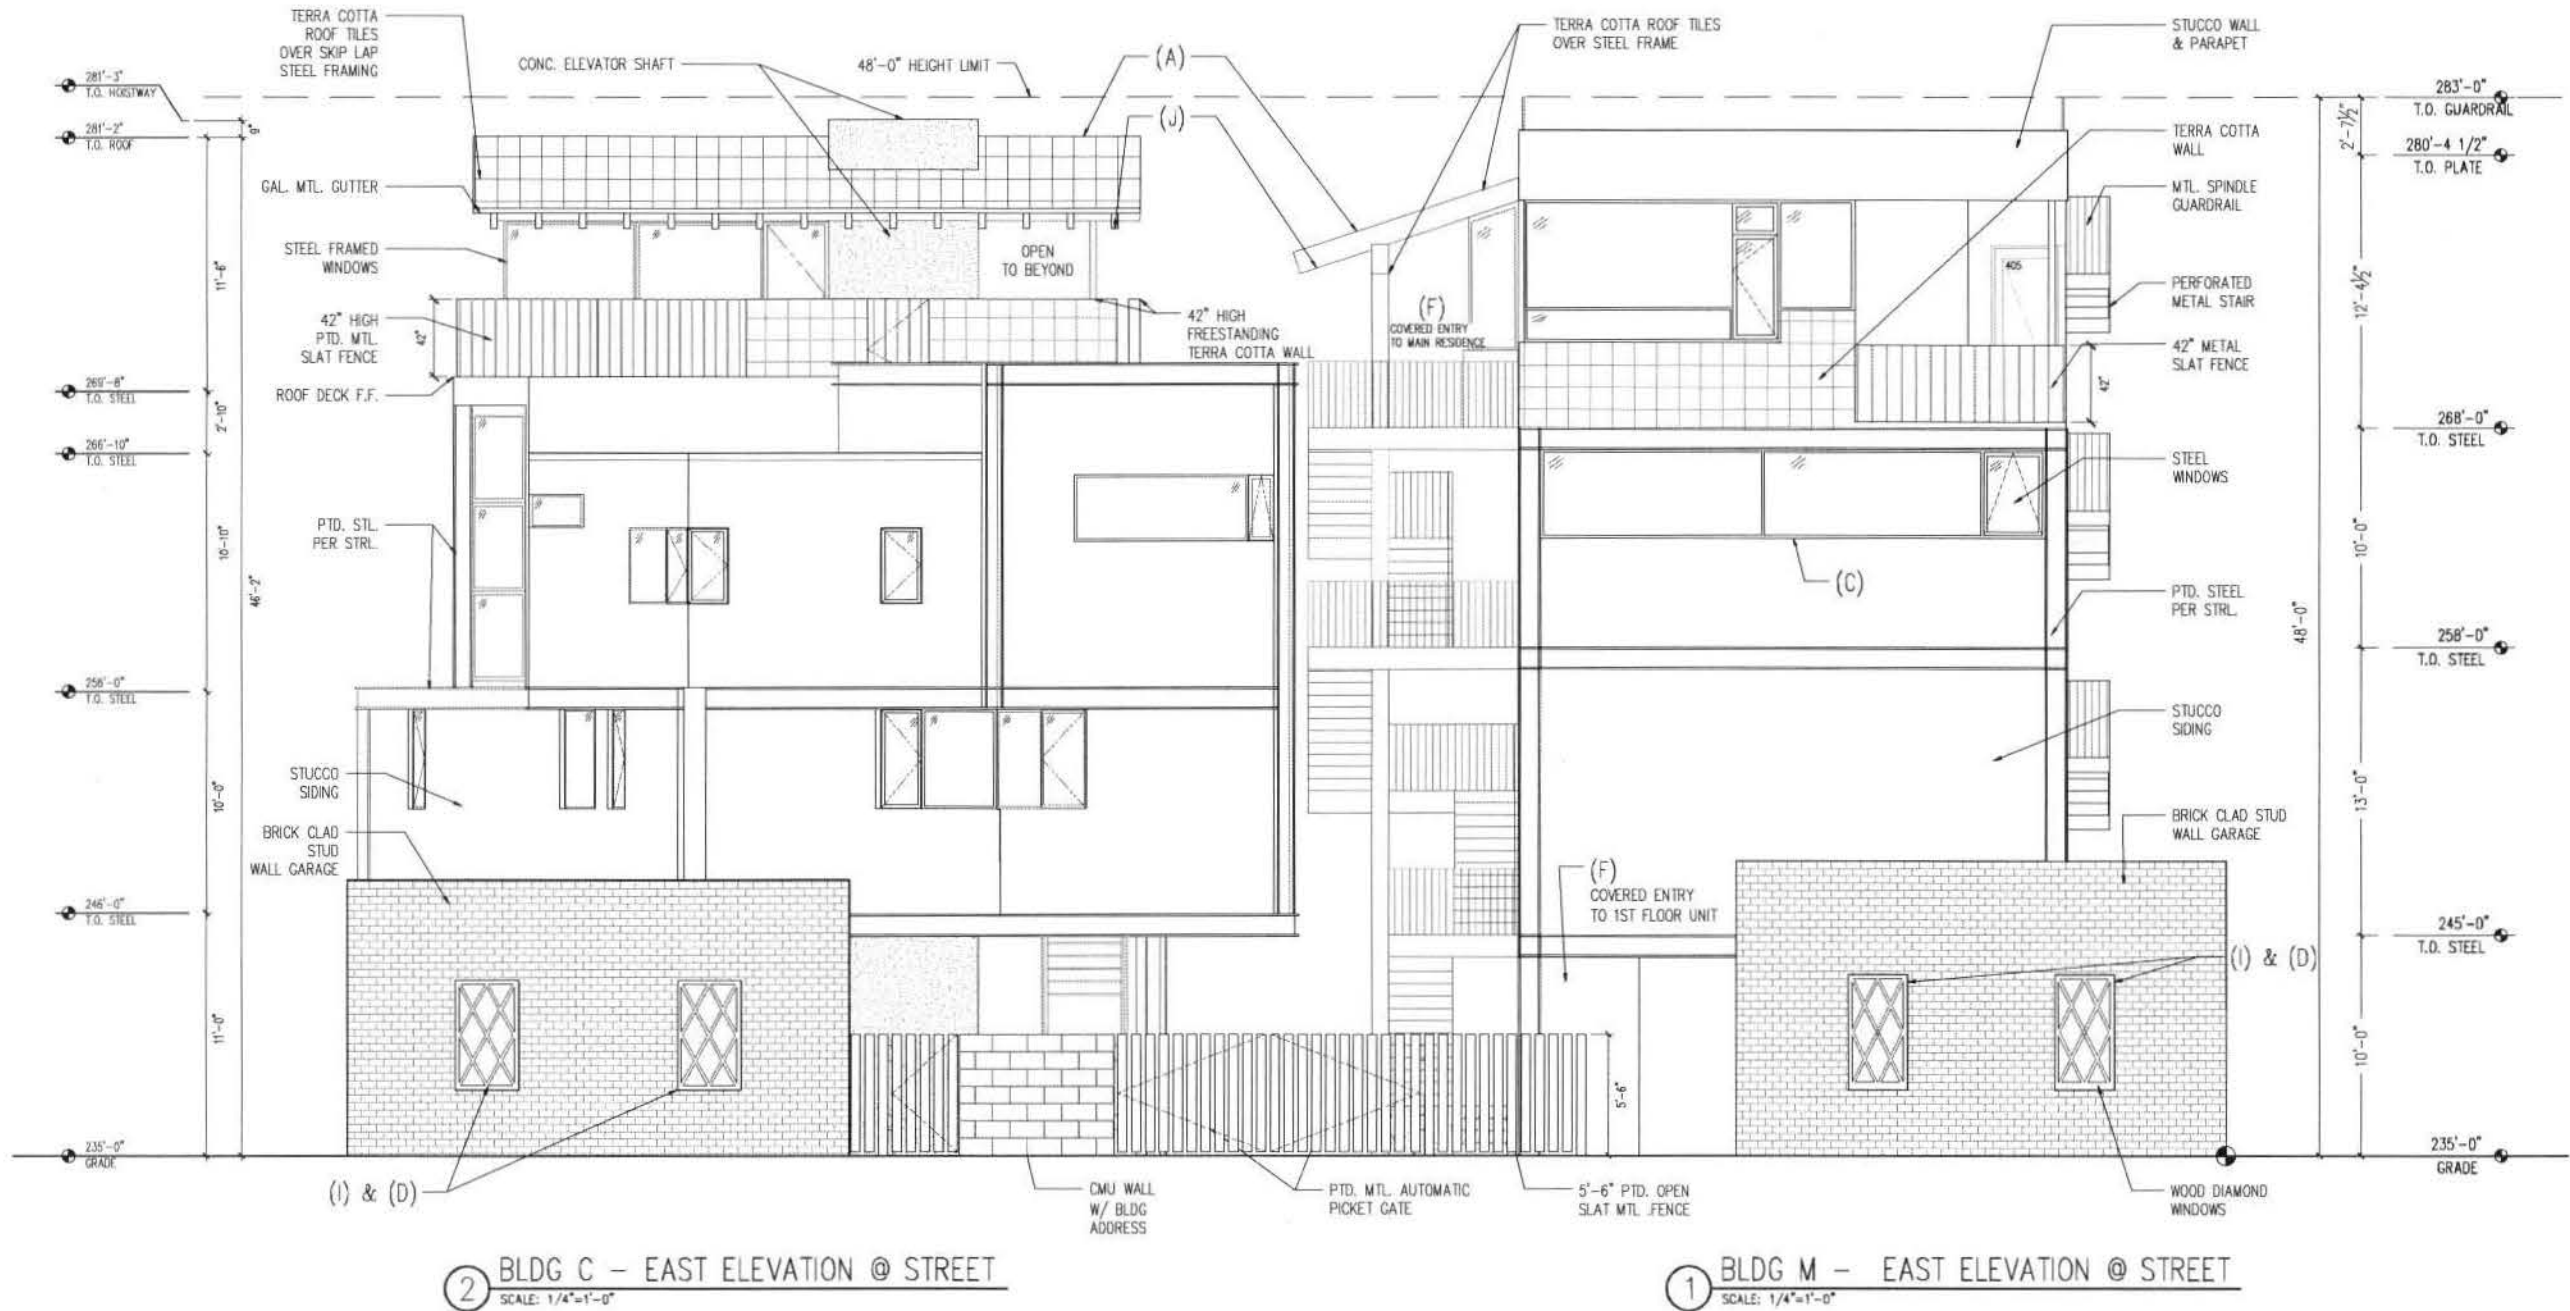 TERRA COTTA
ROOF TILES
OVER SKIP LAP
STEEL FRAMING
CONC. ELEVATOR SHAFT
48'-0" HEIGHT LIMIT
(A)
(J)
TERRA COTTA ROOF TILES
OVER STEEL FRAME
STUCCO WALL
& PARAPET
281'-3"
T.O. HOISTWAY
9"
281'-2"
T.O. ROOF
GAL. MTL. GUTTER
STEEL FRAMED
WINDOWS
OPEN
TO BEYOND
11'-6"
42" HIGH
PTD. MTL.
SLAT FENCE
42"
42" HIGH
FREESTANDING
TERRA COTTA WALL
ROOF DECK F.F.
269'-8"
T.O. STEEL
2'-10"
266'-10"
T.O. STEEL
PTD. STL.
PER STRL.
10'-10"
46'-2"
256'-0"
T.O. STEEL
STUCCO
SIDING
10'-0"
BRICK CLAD
STUD
WALL GARAGE
246'-0"
T.O. STEEL
11'-0"
235'-0"
GRADE
(I) & (D)
CMU WALL
W/ BLDG
ADDRESS
PTD. MTL. AUTOMATIC
PICKET GATE
5'-6" PTD. OPEN
SLAT MTL .FENCE
5'-6"
(F)
COVERED ENTRY
TO MAIN RESIDENCE
405
(C)
(F)
COVERED ENTRY
TO 1ST FLOOR UNIT
283'-0"
T.O. GUARDRAIL
2'-7½"
280'-4 1/2"
T.O. PLATE
TERRA COTTA
WALL
MTL. SPINDLE
GUARDRAIL
PERFORATED
METAL STAIR
12'-4½"
42" METAL
SLAT FENCE
42"
268'-0"
T.O. STEEL
STEEL
WINDOWS
10'-0"
PTD. STEEL
PER STRL.
48'-0"
258'-0"
T.O. STEEL
STUCCO
SIDING
13'-0"
BRICK CLAD STUD
WALL GARAGE
245'-0"
T.O. STEEL
(I) & (D)
10'-0"
235'-0"
GRADE
WOOD DIAMOND
WINDOWS
2 BLDG C - EAST ELEVATION @ STREET
SCALE: 1/4"=1'-0"
1 BLDG M - EAST ELEVATION @ STREET
SCALE: 1/4"=1'-0"